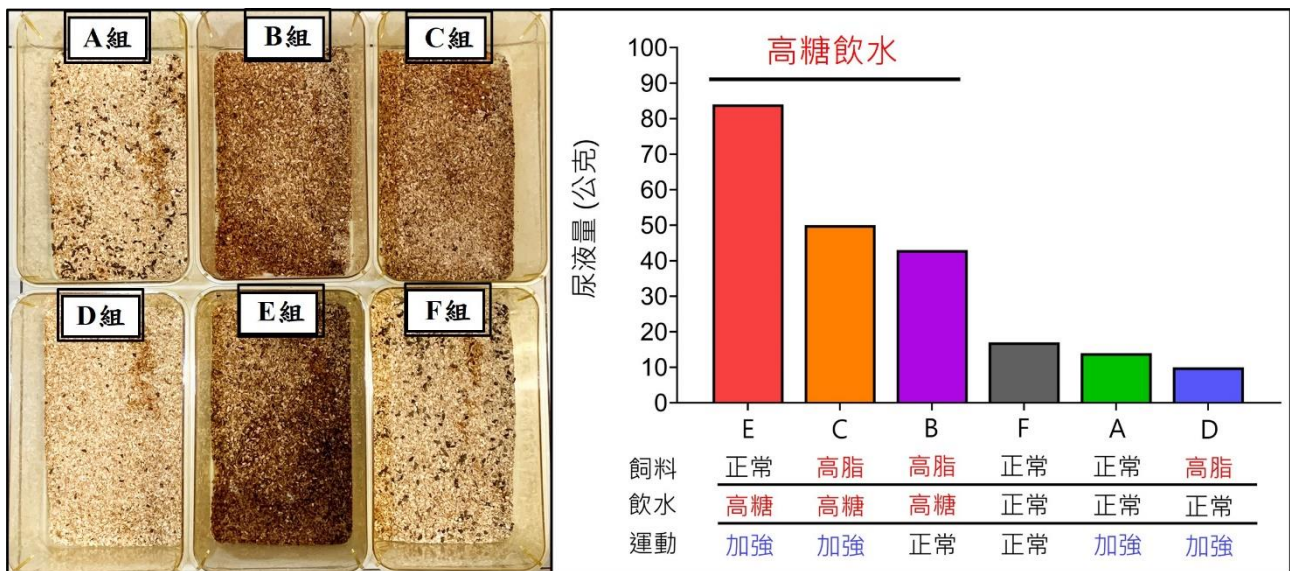 A組
B組
C組
D組
E組
F組
高糖飲水
尿液量 (公克)
100
90
80
70
60
50
40
30
20
10
0
E C B F A D
飼料 正常 高脂 高脂 正常 正常 高脂
飲水 高糖 高糖 高糖 正常 正常 正常
運動 加強 加強 正常 正常 加強 加強